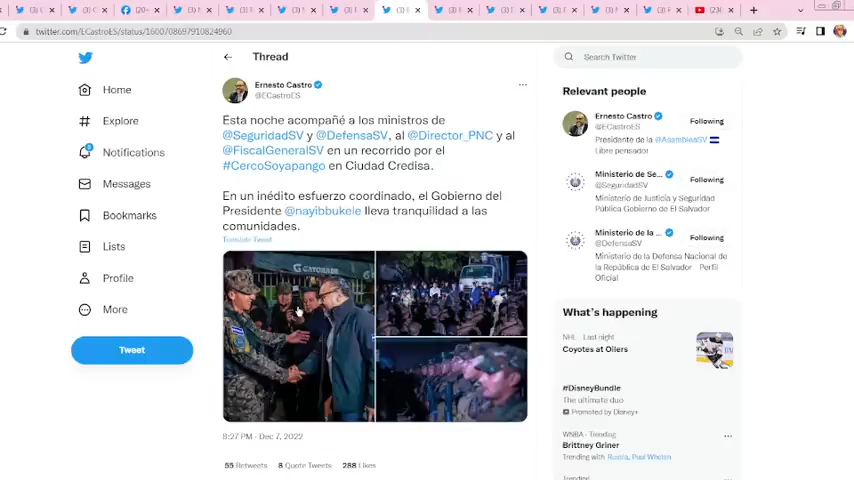 twitter.com/ECastroES/status/1600708697910824960
Thread
Search Twitter
Home
Explore
Notifications
Messages
Bookmarks
Lists
Profile
More
Tweet
Ernesto Castro
@ECastroES
Esta noche acompañé a los ministros de
@SeguridadSV y @DefensaSV, al @Director_PNC y al
@FiscalGeneralSV en un recorrido por el
#CercoSoyapango en Ciudad Credisa.
En un inédito esfuerzo coordinado, el Gobierno del
Presidente @nayibbukele lleva tranquilidad a las
comunidades.
Translate Tweet
GATORADE
8:27 PM · Dec 7, 2022
55 Retweets 8 Quote Tweets 288 Likes
Relevant people
Ernesto Castro
@ECastroES
Following
Presidente de la @AsambleaSV
Libre pensador
Ministerio de Se...
@SeguridadSV
Following
Ministerio de Justicia y Seguridad
Pública Gobierno de El Salvador
Ministerio de la ...
@DefensaSV
Following
Ministerio de la Defensa Nacional de
la República de El Salvador Perfil
Oficial
What's happening
NHL · Last night
Coyotes at Oilers
#DisneyBundle
The ultimate duo
Promoted by Disney+
WNBA · Trending
Brittney Griner
Trending with Russia, Paul Whelan
Trending